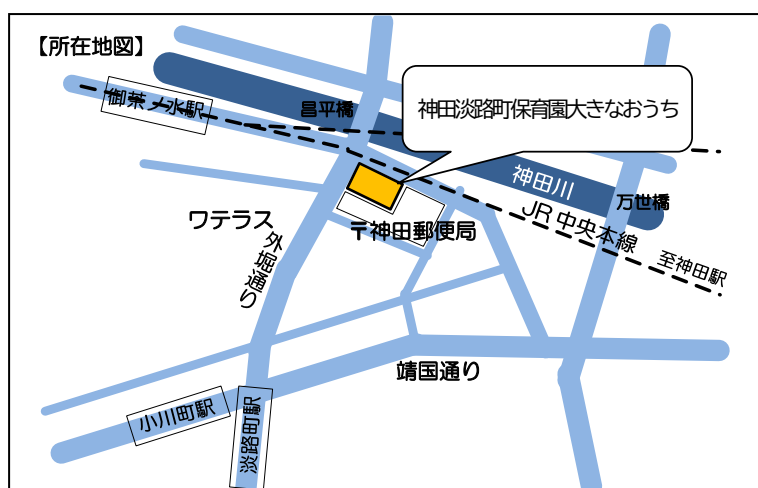 【所在地図】
御茶ノ水駅
昌平橋
神田淡路町保育園大きなおうち
神田川
万世橋
JR中央本線
至神田駅
ワテラス
〒神田郵便局
外堀通り
靖国通り
小川町駅
淡路町駅